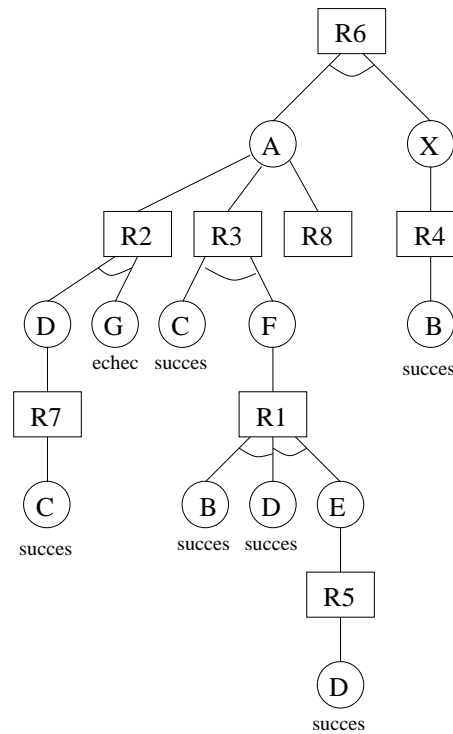 R6
A X
R2 R3 R8 R4
D G C F B
echec succes succes
R7 R1
C B D E
succes succes succes
R5
D
succes